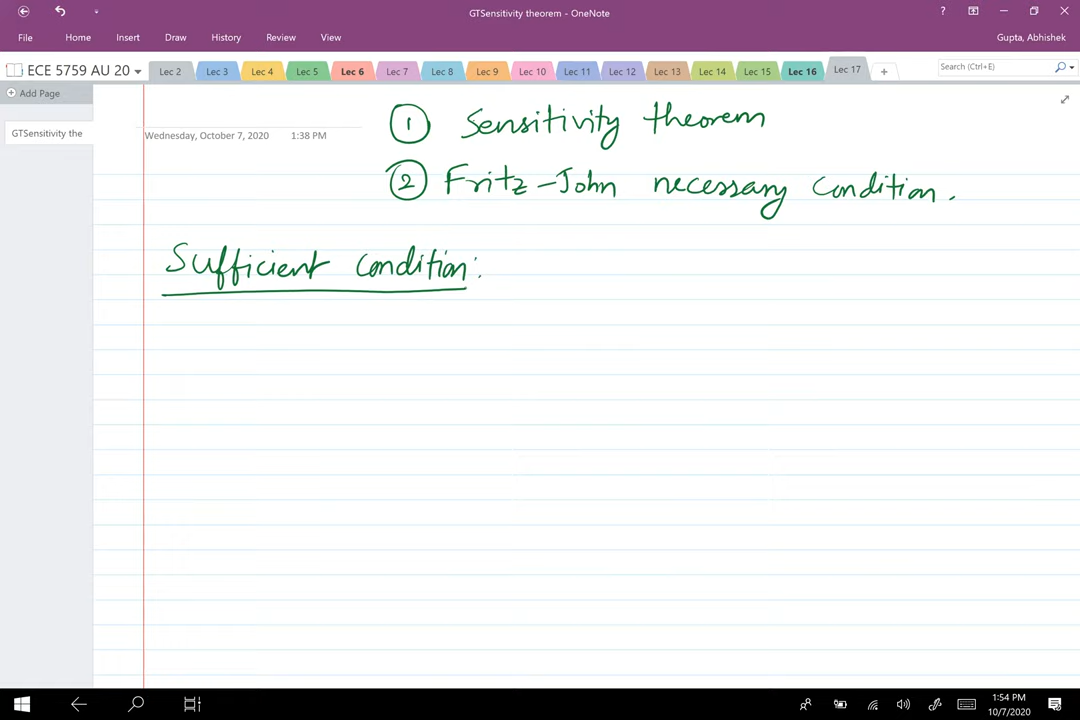 GTSensitivity theorem - OneNote
?
File Home Insert Draw History Review View Gupta, Abhishek
ECE 5759 AU 20 Lec 2 Lec 3 Lec 4 Lec 5 Lec 6 Lec 7 Lec 8 Lec 9 Lec 10 Lec 11 Lec 12 Lec 13 Lec 14 Lec 15 Lec 16 Lec 17 + Search (Ctrl+E)
+ Add Page
GTSensitivity the
Wednesday, October 7, 2020 1:38 PM
① Sensitivity theorem
② Fritz-John necessary condition.
Sufficient condition:
1:54 PM
10/7/2020